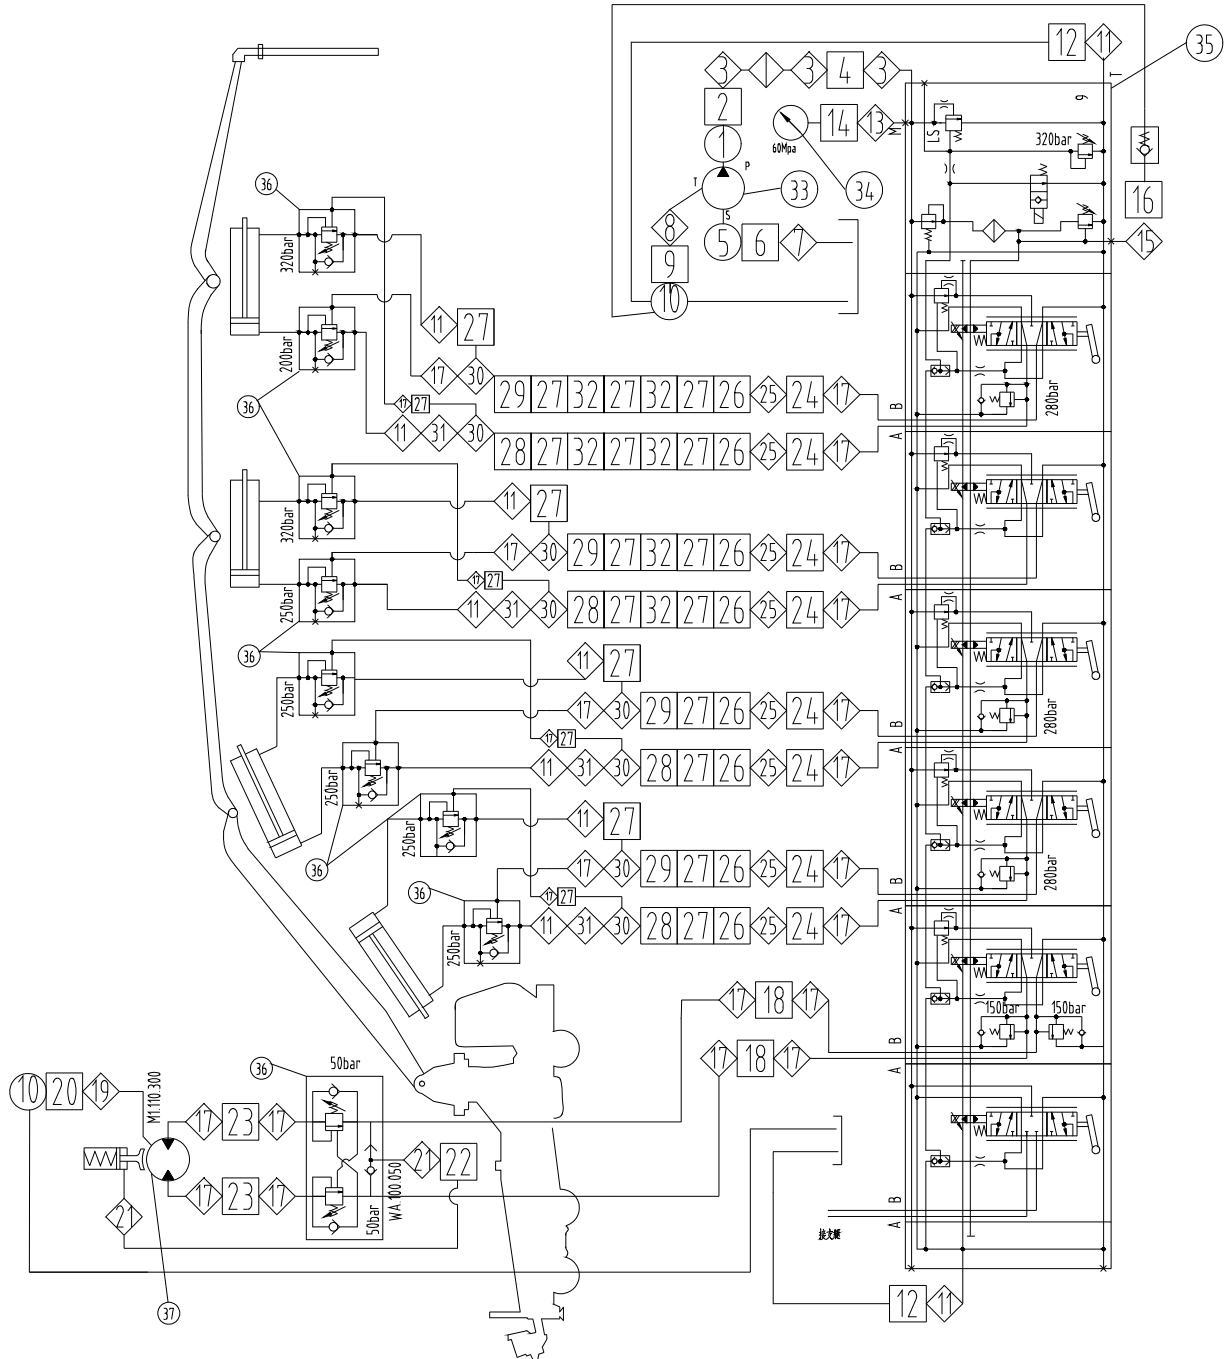 12 11 35
3 3 4 3 T
2 9
14 13 M LS 320bar
1 60Mpa
P
36 T 33 34 16
S
8 5 6 7 15
320bar 9
10
11 27
200bar
17 30 29 27 32 27 32 27 26 25 24 17 B 280bar
36 17 27
11 31 30 28 27 32 27 32 27 26 25 24 17 A
320bar 11 27
17 30 29 27 32 27 26 25 24 17 B
17 27
250bar 11 31 30 28 27 32 27 26 25 24 17 A
36 11 27
250bar 17 30 29 27 26 25 24 17 B 280bar
17 27
250bar 11 31 30 28 27 26 25 24 17 A
250bar 11 27
36 17 30 29 27 26 25 24 17 B 280bar
36 17 27
250bar 11 31 30 28 27 26 25 24 17 A
17 18 17 150bar 150bar
B
36 50bar 17 18 17
A
10 20 19 M1.110.300
17 23 17
21 22
17 23 17 B
21 50bar WA.100.050
接支腿 A
37 12 11